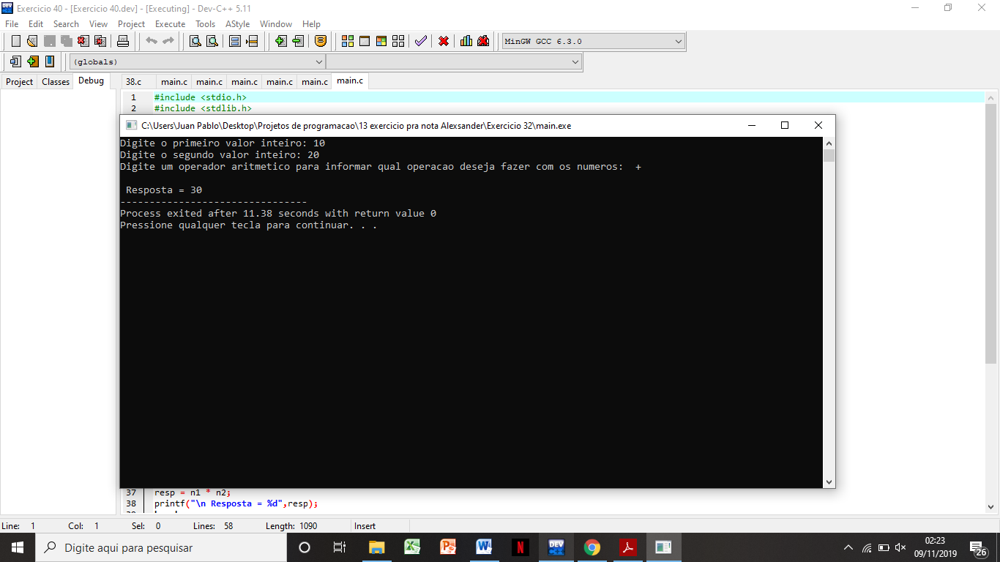 Exercicio 40 - [Exercicio 40.dev] - [Executing] - Dev-C++ 5.11
File Edit Search View Project Execute Tools AStyle Window Help
MinGW GCC 6.3.0
(globals)
Project Classes Debug 38.c main.c main.c main.c main.c main.c main.c
1 #include <stdio.h>
2 #include <stdlib.h>
C:\Users\Juan Pablo\Desktop\Projetos de programacao\13 exercicio pra nota Alexsander\Exercicio 32\main.exe
Digite o primeiro valor inteiro: 10
Digite o segundo valor inteiro: 20
Digite um operador aritmetico para informar qual operacao deseja fazer com os numeros:  +
Resposta = 30
--------------------------------
Process exited after 11.38 seconds with return value 0
Pressione qualquer tecla para continuar. . .
37 resp = n1 * n2;
38 printf("\n Resposta = %d",resp);
Line: 1 Col: 1 Sel: 0 Lines: 58 Length: 1090 Insert
Digite aqui para pesquisar
N
DEV
02:23
09/11/2019
26